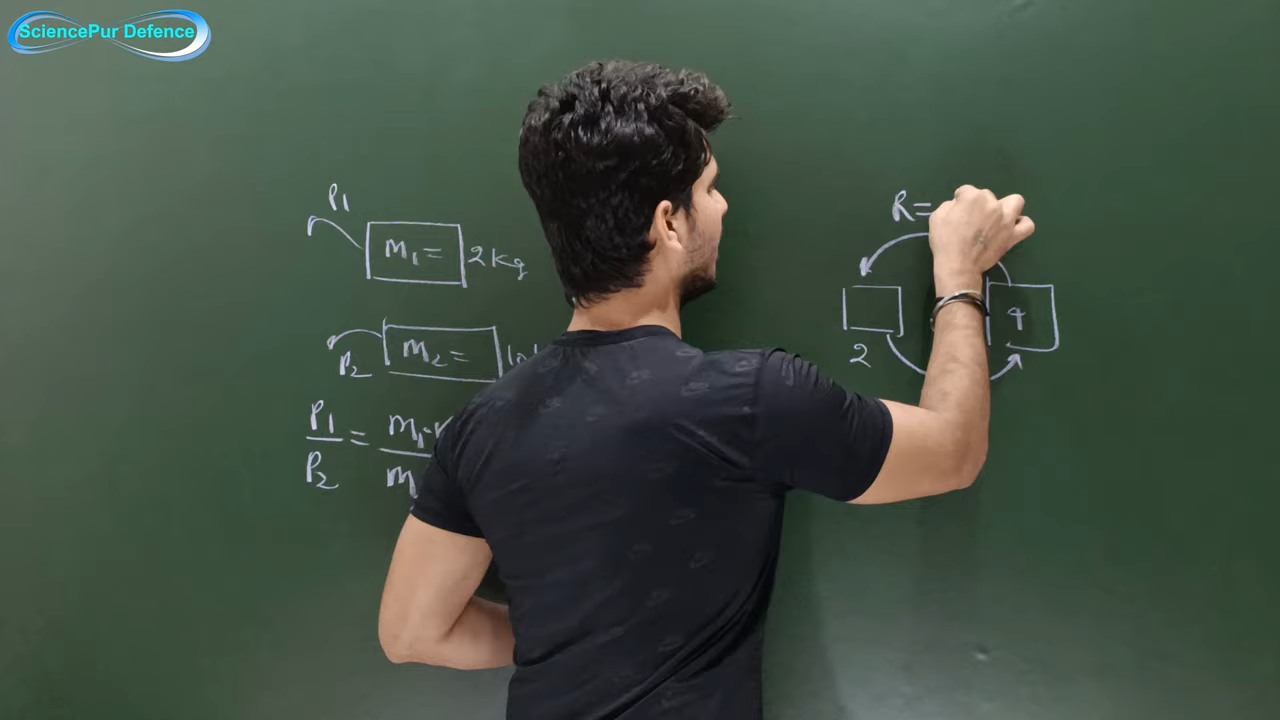 SciencePur Defence
P1
m1 = 2kg
m2 =
P2
P1/P2 = m1.
m
R=
4
2